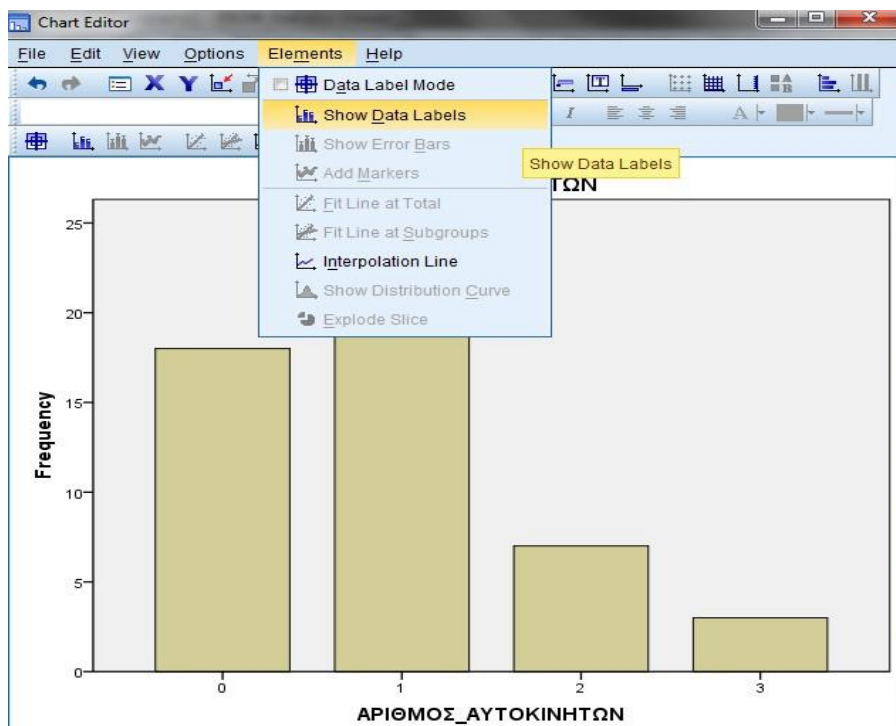 Chart Editor
File Edit View Options Elements Help
Data Label Mode
Show Data Labels
Show Error Bars
Add Markers
Fit Line at Total
Fit Line at Subgroups
Interpolation Line
Show Distribution Curve
Explode Slice
Show Data Labels
ΤΩΝ
Frequency
25
20
15
10
5
0
0 1 2 3
ΑΡΙΘΜΟΣ_ΑΥΤΟΚΙΝΗΤΩΝ